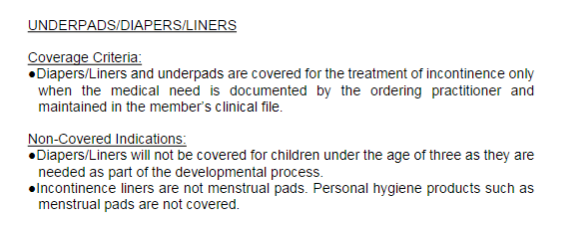 UNDERPADS/DIAPERS/LINERS
Coverage Criteria:
●Diapers/Liners and underpads are covered for the treatment of incontinence only
when the medical need is documented by the ordering practitioner and
maintained in the member's clinical file.
Non-Covered Indications:
●Diapers/Liners will not be covered for children under the age of three as they are
needed as part of the developmental process.
●Incontinence liners are not menstrual pads. Personal hygiene products such as
menstrual pads are not covered.